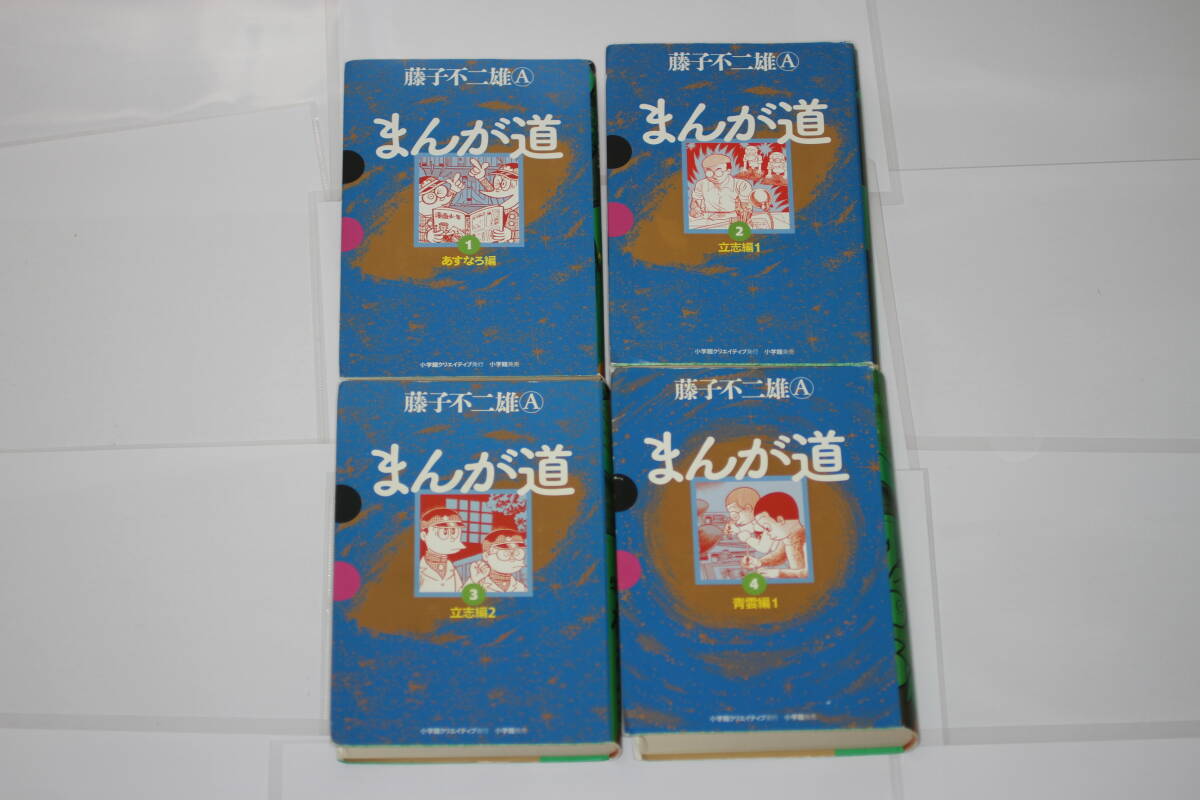 藤子不二雄Ⓐ
まんが道
漫画少年
1
あすなろ編
小学館クリエイティブ発行 小学館発売
藤子不二雄Ⓐ
まんが道
2
立志編1
小学館クリエイティブ発行 小学館発売
藤子不二雄Ⓐ
まんが道
3
立志編2
小学館クリエイティブ発行 小学館発売
藤子不二雄Ⓐ
まんが道
4
青雲編1
小学館クリエイティブ発行 小学館発売